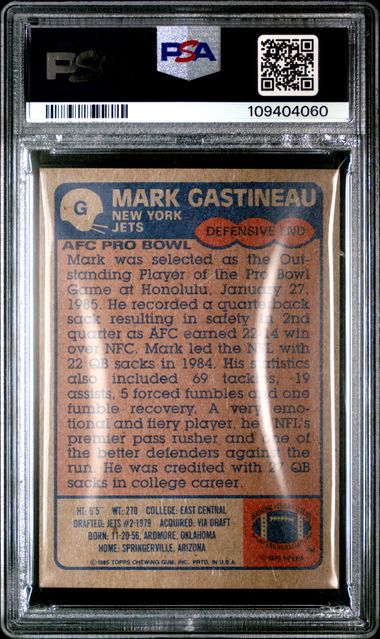 PSA
PSA
109404060
G
MARK GASTINEAU
NEW YORK
JETS
DEFENSIVE END
AFC PRO BOWL
Mark was selected as the Out-
standing Player of the Pro Bowl
Game at Honolulu, January 27,
1985. He recorded a quarterback
sack resulting in safety in 2nd
quarter as AFC earned 22-14 win
over NFC. Mark led the NFL with
22 QB sacks in 1984. His statistics
also included 69 tackles, 19
assists, 5 forced fumbles and one
fumble recovery. A very emo-
tional and fiery player, he NFL's
premier pass rusher and one of
the better defenders against the
run. He was credited with 27 QB
sacks in college career.
HT: 6'5" WT: 270 COLLEGE: EAST CENTRAL
DRAFTED: JETS #2-1979 ACQUIRED: VIA DRAFT
BORN: 11-20-56, ARDMORE, OKLAHOMA
HOME: SPRINGERVILLE, ARIZONA
© 1985 TOPPS CHEWING GUM, INC. PRTD. IN U.S.A.